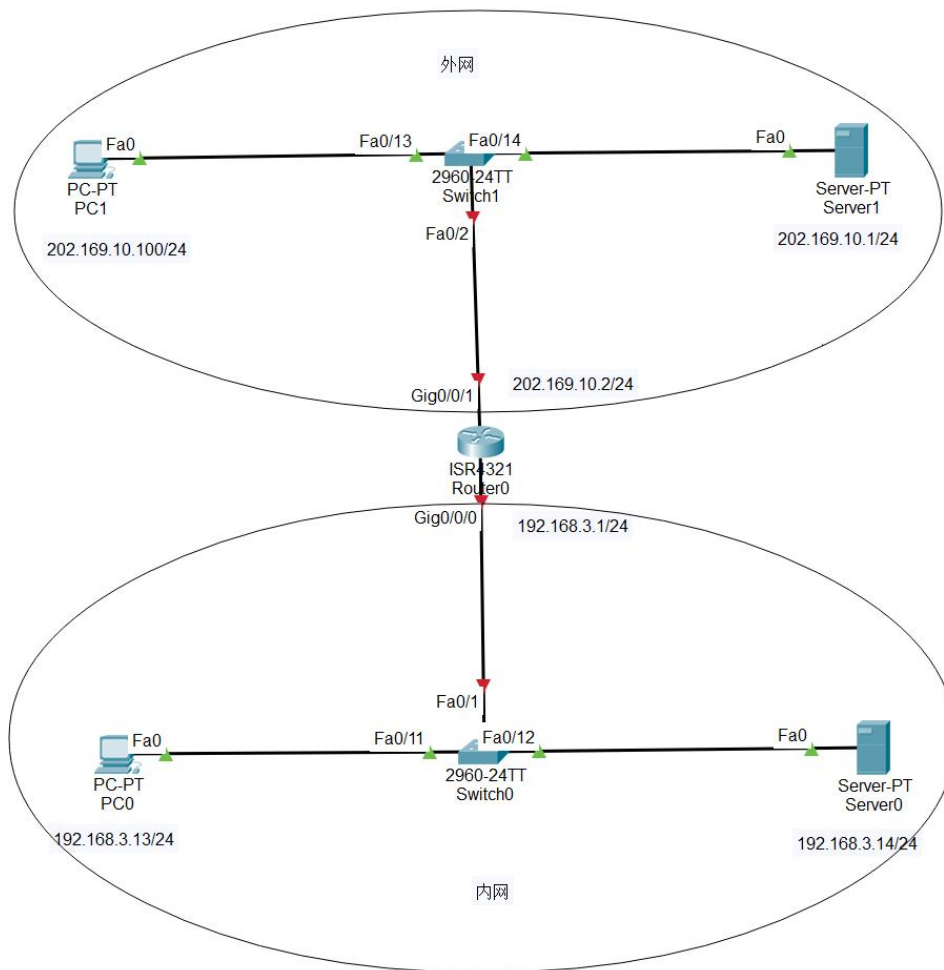 外网
Fa0
Fa0/13
Fa0/14
Fa0
PC-PT
PC1
2960-24TT
Switch1
Server-PT
Server1
202.169.10.100/24
Fa0/2
202.169.10.1/24
Gig0/0/1
202.169.10.2/24
ISR4321
Router0
Gig0/0/0
192.168.3.1/24
Fa0/1
Fa0
Fa0/11
Fa0/12
Fa0
PC-PT
PC0
2960-24TT
Switch0
Server-PT
Server0
192.168.3.13/24
192.168.3.14/24
内网